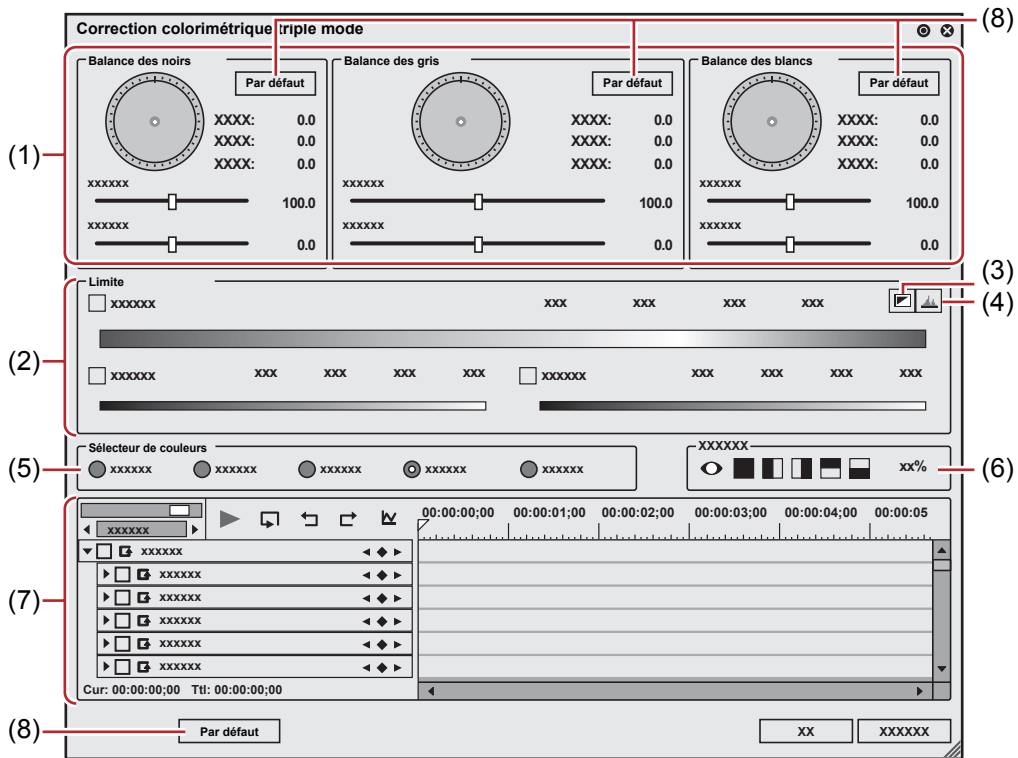 Correction colorimétrique triple mode
(8)
Balance des noirs
Balance des gris
Balance des blancs
Par défaut
Par défaut
Par défaut
(1)
XXXX: 0.0
XXXX: 0.0
XXXX: 0.0
XXXX: 0.0
XXXX: 0.0
XXXX: 0.0
XXXX: 0.0
XXXX: 0.0
XXXX: 0.0
xxxxxx
100.0
xxxxxx
0.0
xxxxxx
100.0
xxxxxx
0.0
xxxxxx
100.0
xxxxxx
0.0
(2)
Limite
(3)
(4)
xxxxxx xxx xxx xxx xxx
xxxxxx xxx xxx xxx xxx
xxxxxx xxx xxx xxx xxx
(5)
Sélecteur de couleurs
xxxxxx xxxxxx xxxxxx xxxxxx xxxxxx
XXXXXX
xx%
(6)
(7)
xxxxxx
00:00:00;00 00:00:01;00 00:00:02;00 00:00:03;00 00:00:04;00 00:00:05
xxxxxx
xxxxxx
xxxxxx
xxxxxx
xxxxxx
xxxxxx
Cur: 00:00:00;00 Ttl: 00:00:00;00
(8)
Par défaut
XX
XXXXXX